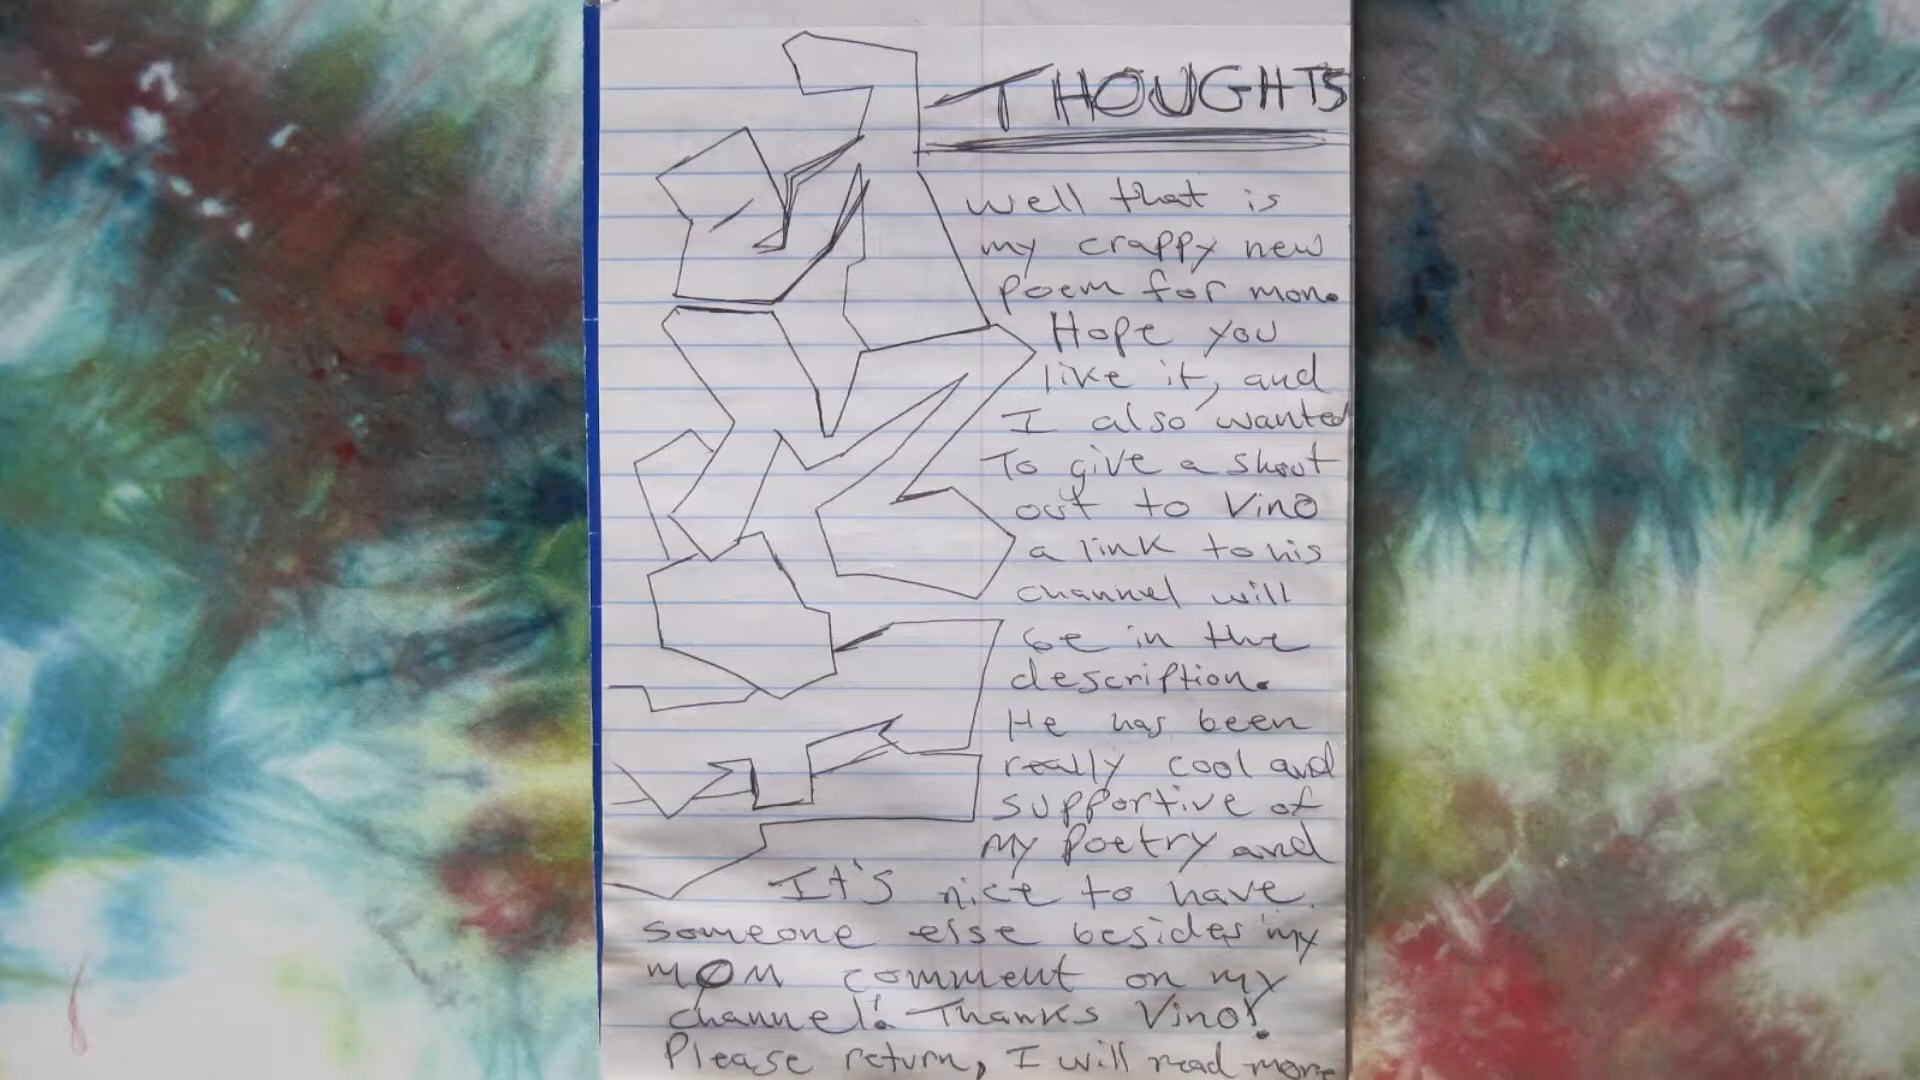 THOUGHTS
well that is
my crappy new
poem for mon.
Hope you
like it, and
I also wanted
To give a shout
out to Vino
a link to his
channel will
be in the
description.
He has been
really cool and
supportive of
my poetry and
It's nice to have
someone else besides my
mom comment on my
channel! Thanks Vino!
Please return, I will read more